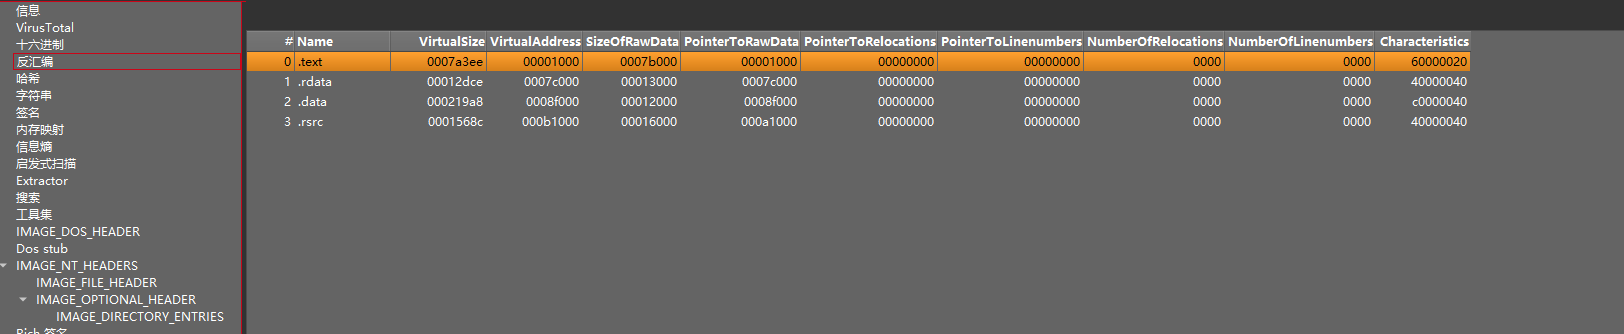 信息
VirusTotal
十六进制
反汇编
哈希
字符串
签名
内存映射
信息熵
启发式扫描
Extractor
搜索
工具集
IMAGE_DOS_HEADER
Dos stub
IMAGE_NT_HEADERS
IMAGE_FILE_HEADER
IMAGE_OPTIONAL_HEADER
IMAGE_DIRECTORY_ENTRIES
Rich 签名
# Name VirtualSize VirtualAddress SizeOfRawData PointerToRawData PointerToRelocations PointerToLinenumbers NumberOfRelocations NumberOfLinenumbers Characteristics
0 .text 0007a3ee 00001000 0007b000 00001000 00000000 00000000 0000 0000 60000020
1 .rdata 00012dce 0007c000 00013000 0007c000 00000000 00000000 0000 0000 40000040
2 .data 000219a8 0008f000 00012000 0008f000 00000000 00000000 0000 0000 c0000040
3 .rsrc 0001568c 000b1000 00016000 000a1000 00000000 00000000 0000 0000 40000040